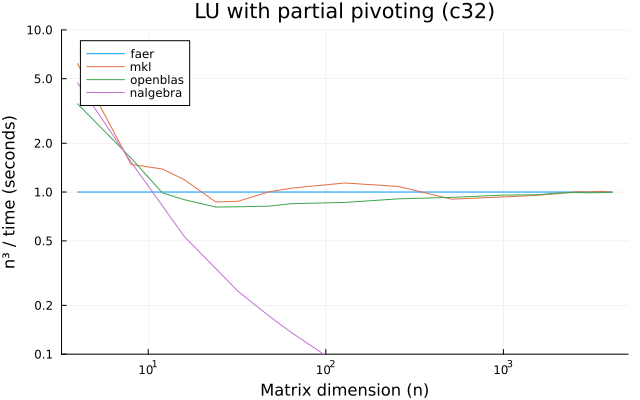 LU with partial pivoting (c32)
n³ / time (seconds)
10.0
5.0
2.0
1.0
0.5
0.2
0.1
faer
mkl
openblas
nalgebra
10¹
10²
10³
Matrix dimension (n)